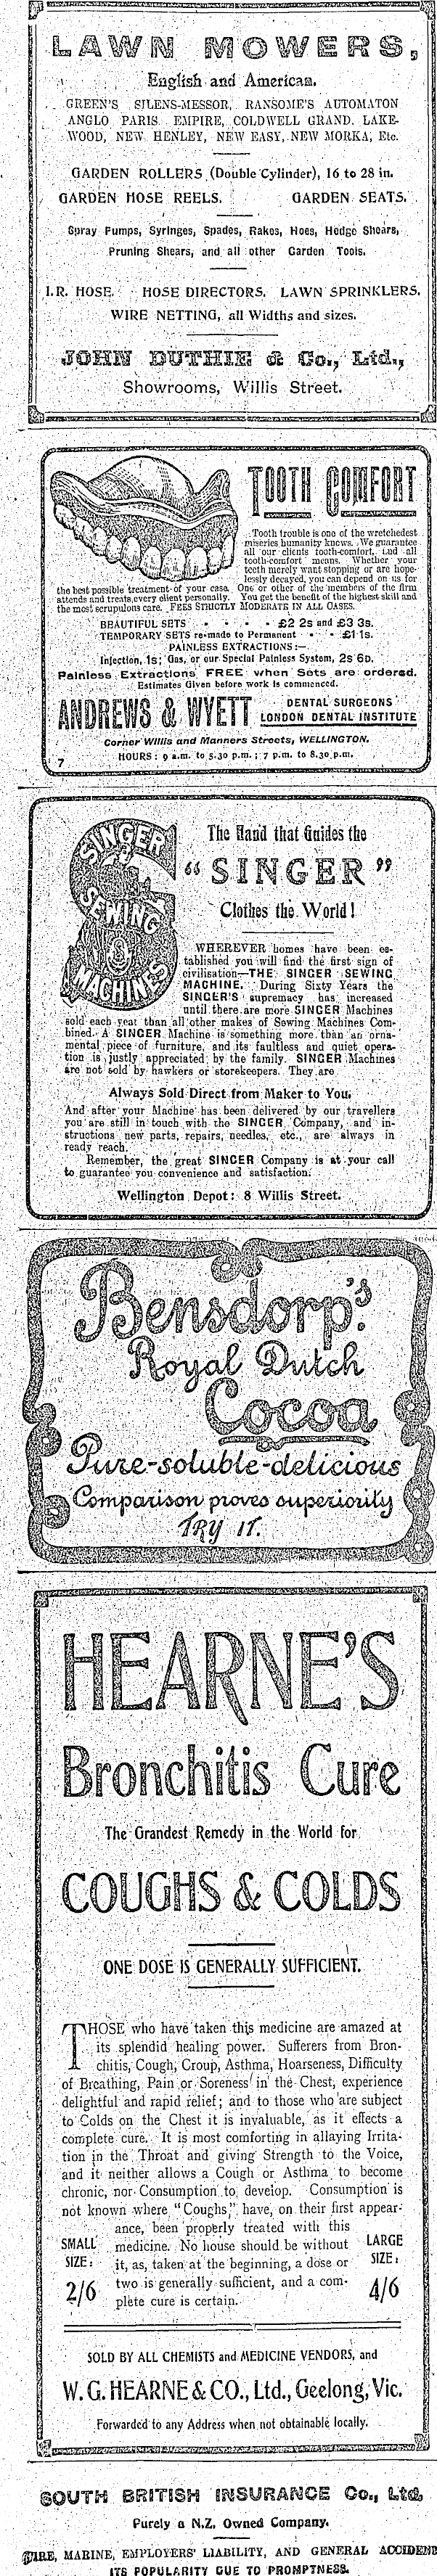 LAWN MOWERS,
English and American.
GREEN'S SILENS-MESSOR, RANSOME'S AUTOMATON
ANGLO PARIS EMPIRE, COLDWELL GRAND. LAKE-
WOOD, NEW HENLEY, NEW EASY, NEW MORKA, Etc.
GARDEN ROLLERS (Double Cylinder), 16 to 28 in.
GARDEN HOSE REELS. GARDEN SEATS.
Spray Pumps, Syringes, Spades, Rakes, Hoes, Hedge Shears,
Pruning Shears, and all other Garden Tools.
I.R. HOSE. HOSE DIRECTORS. LAWN SPRINKLERS.
WIRE NETTING, all Widths and sizes.
JOHN DUTHIE & Co., Ltd.,
Showrooms, Willis Street.
TOOTH COMFORT
Tooth trouble is one of the wretchedest
miseries humanity knows. We guarantee
all our clients tooth-comfort, and all
tooth-comfort means. Whether your
teeth merely want stopping or are hope-
lessly decayed, you can depend on us for
the best possible treatment of your case. One or other of the members of the firm
attends and treats every client personally. You get the benefit of the highest skill and
the most scrupulous care. FEES STRICTLY MODERATE IN ALL CASES.
BEAUTIFUL SETS - - - - £2 2s and £3 3s.
TEMPORARY SETS re-made to Permanent - - £1 1s.
PAINLESS EXTRACTIONS:—
Injection, 1s; Gas, or our Special Painless System, 2s 6D.
Painless Extractions FREE when Sets are ordered.
Estimates Given before work is commenced.
ANDREWS & WYETT
DENTAL SURGEONS
LONDON DENTAL INSTITUTE
Corner Willis and Manners Streets, WELLINGTON.
HOURS: 9 a.m. to 5.30 p.m.; 7 p.m. to 8.30 p.m.
7
SINGER
SEWING
MACHINES
The Hand that Guides the
"SINGER"
Clothes the World!
WHEREVER homes have been es-
tablished you will find the first sign of
civilisation—THE SINGER SEWING
MACHINE. During Sixty Years the
SINGER'S supremacy has increased
until there are more SINGER Machines
sold each year than all other makes of Sewing Machines Com-
bined. A SINGER Machine is something more than an orna-
mental piece of furniture, and its faultless and quiet opera-
tion is justly appreciated by the family. SINGER Machines
are not sold by hawkers or storekeepers. They are
Always Sold Direct from Maker to You,
And after your Machine has been delivered by our travellers
you are still in touch with the SINGER Company, and in-
structions, new parts, repairs, needles, etc., are always in
ready reach.
Remember, the great SINGER Company is at your call
to guarantee you convenience and satisfaction.
Wellington Depot: 8 Willis Street.
Bensdorp's
Royal Dutch
Cocoa
Pure-soluble-delicious
Comparison proves superiority
TRY IT.
HEARNE'S
Bronchitis Cure
The Grandest Remedy in the World for
COUGHS & COLDS
ONE DOSE IS GENERALLY SUFFICIENT.
THOSE who have taken this medicine are amazed at
its splendid healing power. Sufferers from Bron-
chitis, Cough, Croup, Asthma, Hoarseness, Difficulty
of Breathing, Pain or Soreness in the Chest, experience
delightful and rapid relief; and to those who are subject
to Colds on the Chest it is invaluable, as it effects a
complete cure. It is most comforting in allaying Irrita-
tion in the Throat and giving Strength to the Voice,
and it neither allows a Cough or Asthma to become
chronic, nor Consumption to develop. Consumption is
not known where "Coughs" have, on their first appear-
ance, been properly treated with this
medicine. No house should be without
it, as, taken at the beginning, a dose or
two is generally sufficient, and a com-
plete cure is certain.
SMALL
SIZE:
2/6
LARGE
SIZE:
4/6
SOLD BY ALL CHEMISTS and MEDICINE VENDORS, and
W. G. HEARNE & CO., Ltd., Geelong, Vic.
Forwarded to any Address when not obtainable locally.
SOUTH BRITISH INSURANCE Co., Ltd.
Purely a N.Z. Owned Company.
FIRE, MARINE, EMPLOYERS' LIABILITY, AND GENERAL ACCIDENT
ITS POPULARITY DUE TO PROMPTNESS.